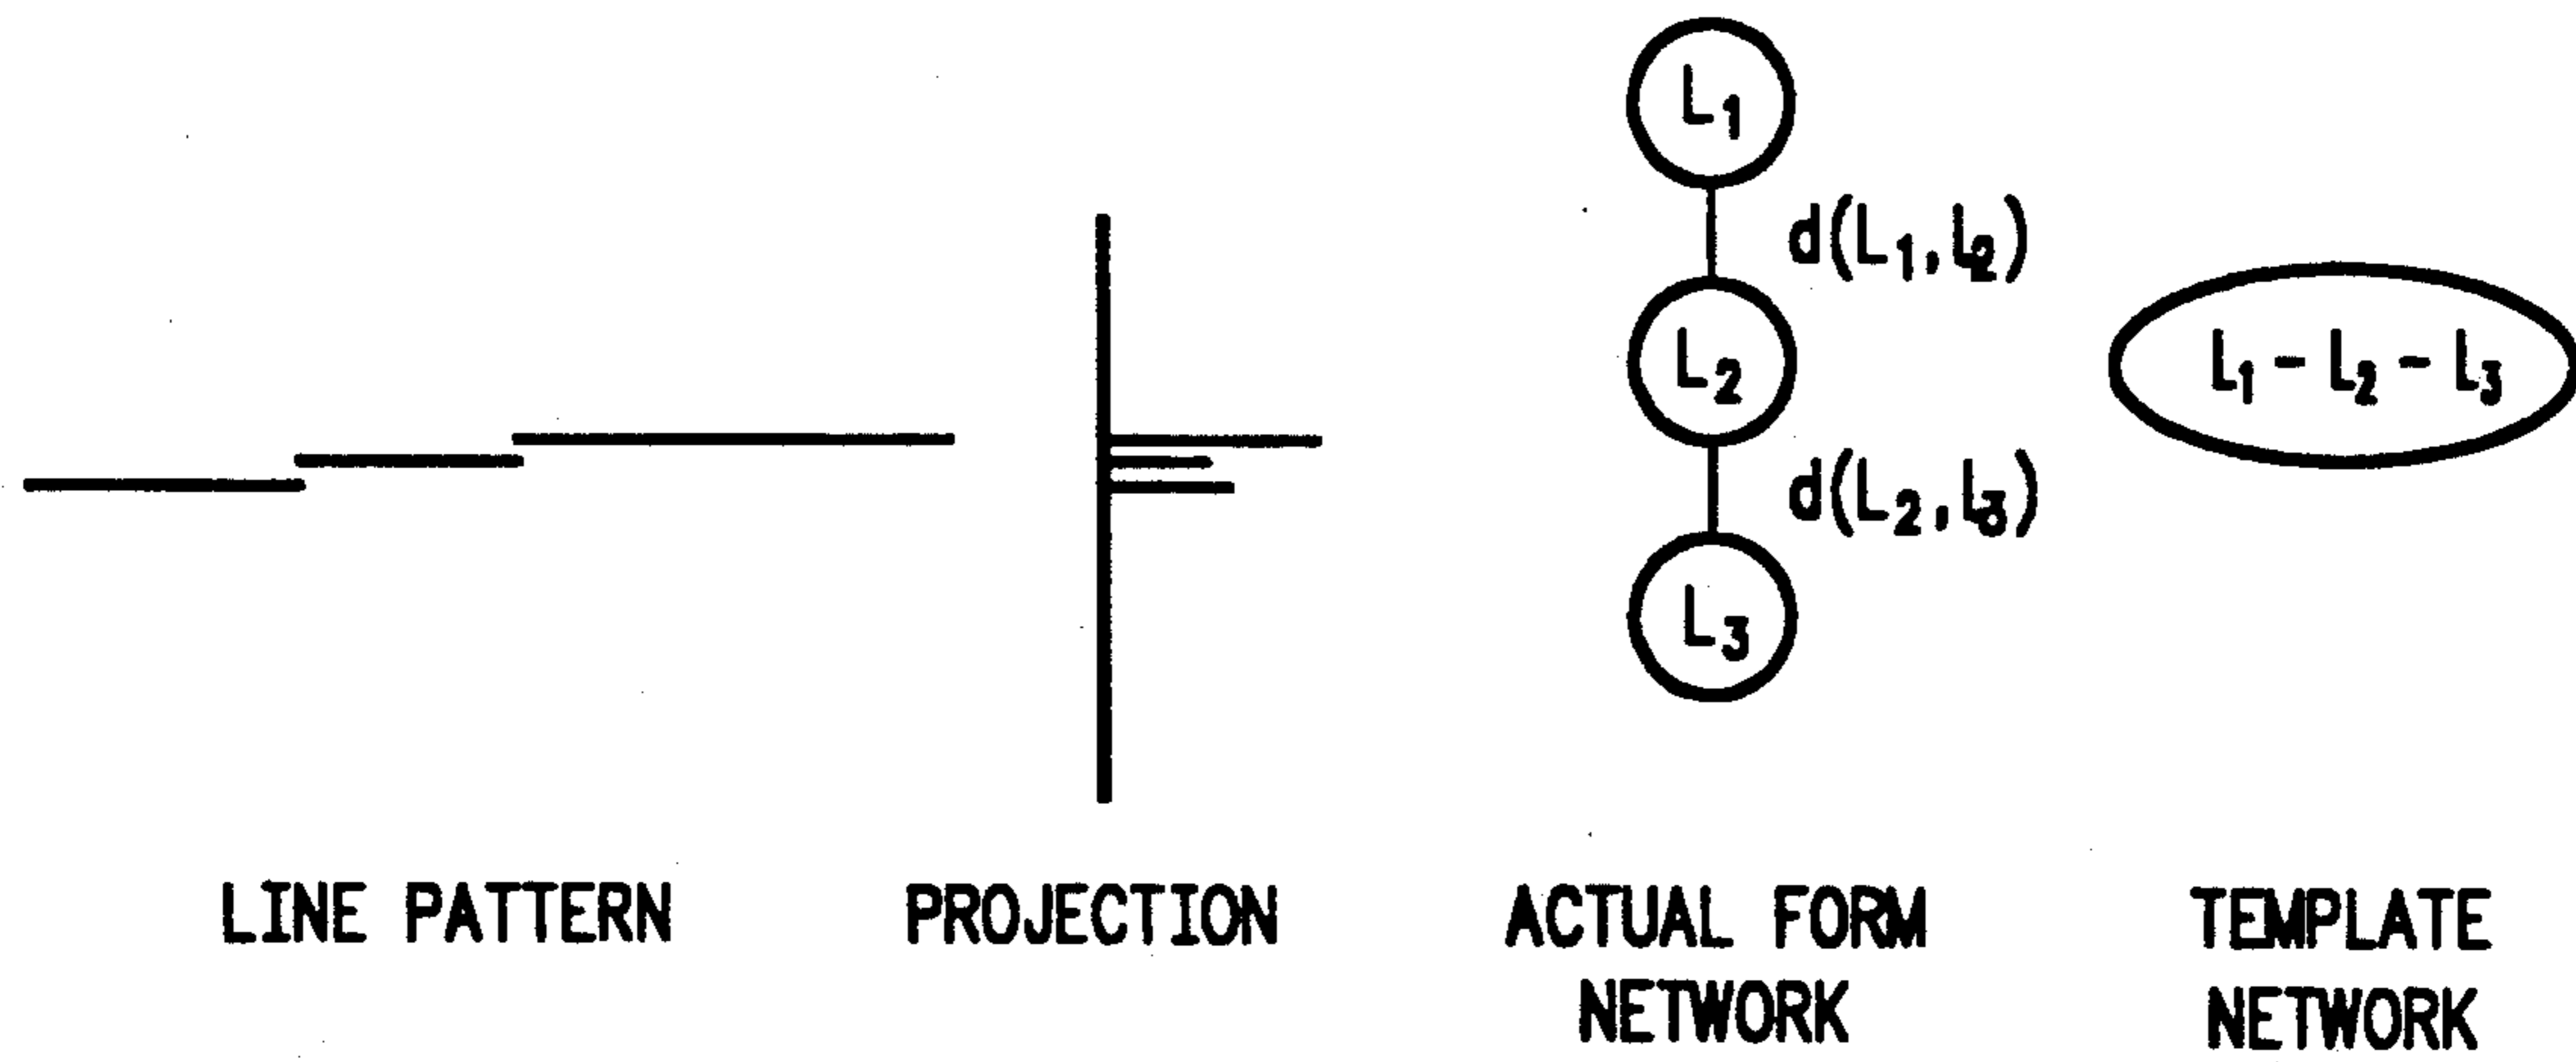 L₁
d(L₁,L₂)
L₂
L₁ - L₂ - L₃
d(L₂,L₃)
L₃
LINE PATTERN
PROJECTION
ACTUAL FORM
NETWORK
TEMPLATE
NETWORK